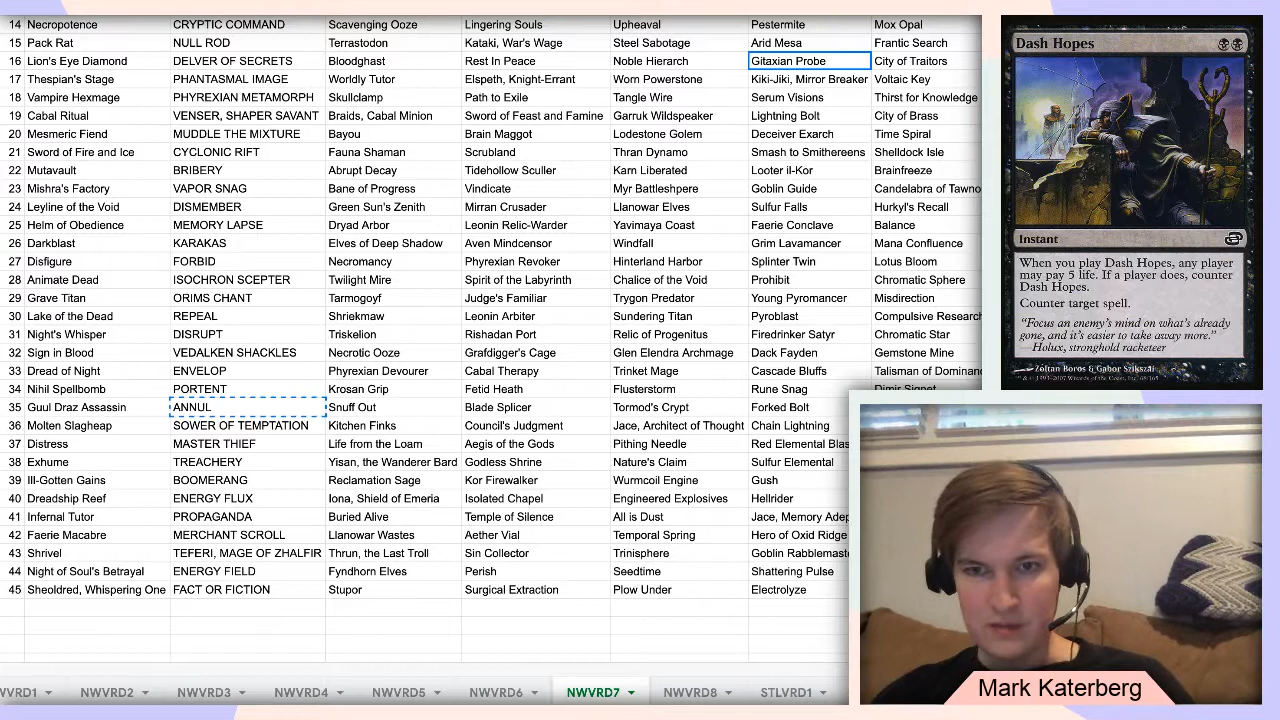 14 Necropotence CRYPTIC COMMAND Scavenging Ooze Lingering Souls Upheaval Pestermite Mox Opal
15 Pack Rat NULL ROD Terrastodon Kataki, War's Wage Steel Sabotage Arid Mesa Frantic Search
16 Lion's Eye Diamond DELVER OF SECRETS Bloodghast Rest In Peace Noble Hierarch Gitaxian Probe City of Traitors
17 Thespian's Stage PHANTASMAL IMAGE Worldly Tutor Elspeth, Knight-Errant Worn Powerstone Kiki-Jiki, Mirror Breaker Voltaic Key
18 Vampire Hexmage PHYREXIAN METAMORPH Skullclamp Path to Exile Tangle Wire Serum Visions Thirst for Knowledge
19 Cabal Ritual VENSER, SHAPER SAVANT Braids, Cabal Minion Sword of Feast and Famine Garruk Wildspeaker Lightning Bolt City of Brass
20 Mesmeric Fiend MUDDLE THE MIXTURE Bayou Brain Maggot Lodestone Golem Deceiver Exarch Time Spiral
21 Sword of Fire and Ice CYCLONIC RIFT Fauna Shaman Scrubland Thran Dynamo Smash to Smithereens Shelldock Isle
22 Mutavault BRIBERY Abrupt Decay Tidehollow Sculler Karn Liberated Looter il-Kor Brainfreeze
23 Mishra's Factory VAPOR SNAG Bane of Progress Vindicate Myr Battleshpere Goblin Guide Candelabra of Tawno
24 Leyline of the Void DISMEMBER Green Sun's Zenith Mirran Crusader Llanowar Elves Sulfur Falls Hurkyl's Recall
25 Helm of Obedience MEMORY LAPSE Dryad Arbor Leonin Relic-Warder Yavimaya Coast Faerie Conclave Balance
26 Darkblast KARAKAS Elves of Deep Shadow Aven Mindcensor Windfall Grim Lavamancer Mana Confluence
27 Disfigure FORBID Necromancy Phyrexian Revoker Hinterland Harbor Splinter Twin Lotus Bloom
28 Animate Dead ISOCHRON SCEPTER Twilight Mire Spirit of the Labyrinth Chalice of the Void Prohibit Chromatic Sphere
29 Grave Titan ORIMS CHANT Tarmogoyf Judge's Familiar Trygon Predator Young Pyromancer Misdirection
30 Lake of the Dead REPEAL Shriekmaw Leonin Arbiter Sundering Titan Pyroblast Compulsive Research
31 Night's Whisper DISRUPT Triskelion Rishadan Port Relic of Progenitus Firedrinker Satyr Chromatic Star
32 Sign in Blood VEDALKEN SHACKLES Necrotic Ooze Grafdigger's Cage Glen Elendra Archmage Dack Fayden Gemstone Mine
33 Dread of Night ENVELOP Phyrexian Devourer Cabal Therapy Trinket Mage Cascade Bluffs Talisman of Dominan
34 Nihil Spellbomb PORTENT Krosan Grip Fetid Heath Flusterstorm Rune Snag Dimir Signet
35 Guul Draz Assassin ANNUL Snuff Out Blade Splicer Tormod's Crypt Forked Bolt
36 Molten Slagheap SOWER OF TEMPTATION Kitchen Finks Council's Judgment Jace, Architect of Thought Chain Lightning
37 Distress MASTER THIEF Life from the Loam Aegis of the Gods Pithing Needle Red Elemental Blas
38 Exhume TREACHERY Yisan, the Wanderer Bard Godless Shrine Nature's Claim Sulfur Elemental
39 Ill-Gotten Gains BOOMERANG Reclamation Sage Kor Firewalker Wurmcoil Engine Gush
40 Dreadship Reef ENERGY FLUX Iona, Shield of Emeria Isolated Chapel Engineered Explosives Hellrider
41 Infernal Tutor PROPAGANDA Buried Alive Temple of Silence All is Dust Jace, Memory Adep
42 Faerie Macabre MERCHANT SCROLL Llanowar Wastes Aether Vial Temporal Spring Hero of Oxid Ridge
43 Shrivel TEFERI, MAGE OF ZHALFIR Thrun, the Last Troll Sin Collector Trinisphere Goblin Rabblemast
44 Night of Soul's Betrayal ENERGY FIELD Fyndhorn Elves Perish Seedtime Shattering Pulse
45 Sheoldred, Whispering One FACT OR FICTION Stupor Surgical Extraction Plow Under Electrolyze
WVRD1 NWVRD2 NWVRD3 NWVRD4 NWVRD5 NWVRD6 NWVRD7 NWVRD8 STLVRD1
Dash Hopes
Instant
When you play Dash Hopes, any player
may pay 5 life. If a player does, counter
Dash Hopes.
Counter target spell.
"Focus an enemy's mind on what's already
gone, and it's easier to take away more."
—Holux, stronghold racketeer
Zoltan Boros & Gabor Szikszai
Mark Katerberg